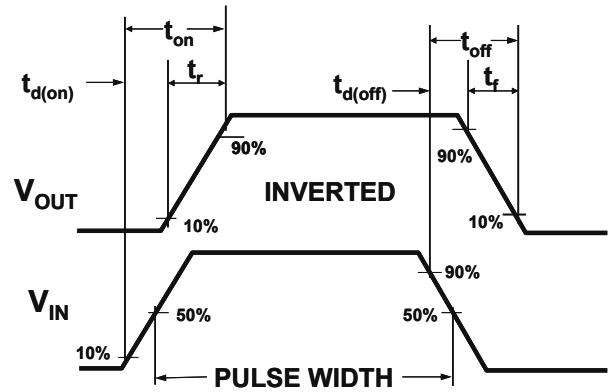 t_on t_off
t_d(on) t_r t_d(off) t_f
90% 90%
V_OUT INVERTED
10% 10%
90%
V_IN 50% 50%
10%
PULSE WIDTH